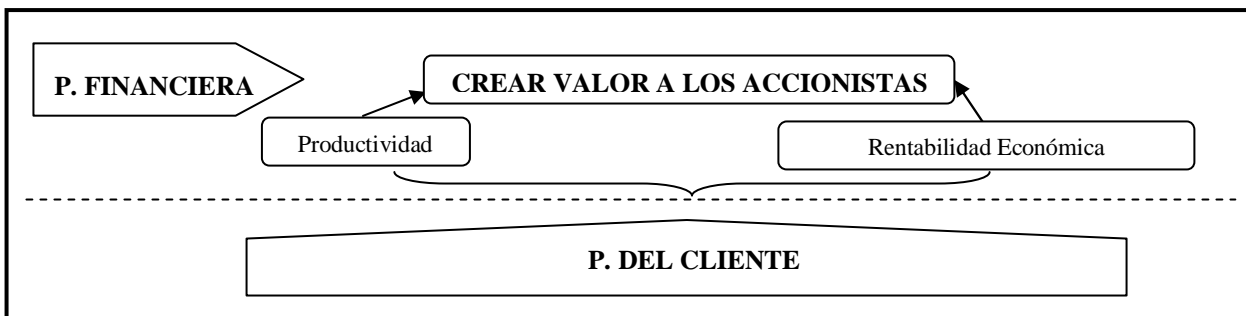 P. FINANCIERA
CREAR VALOR A LOS ACCIONISTAS
Productividad
Rentabilidad Económica
P. DEL CLIENTE